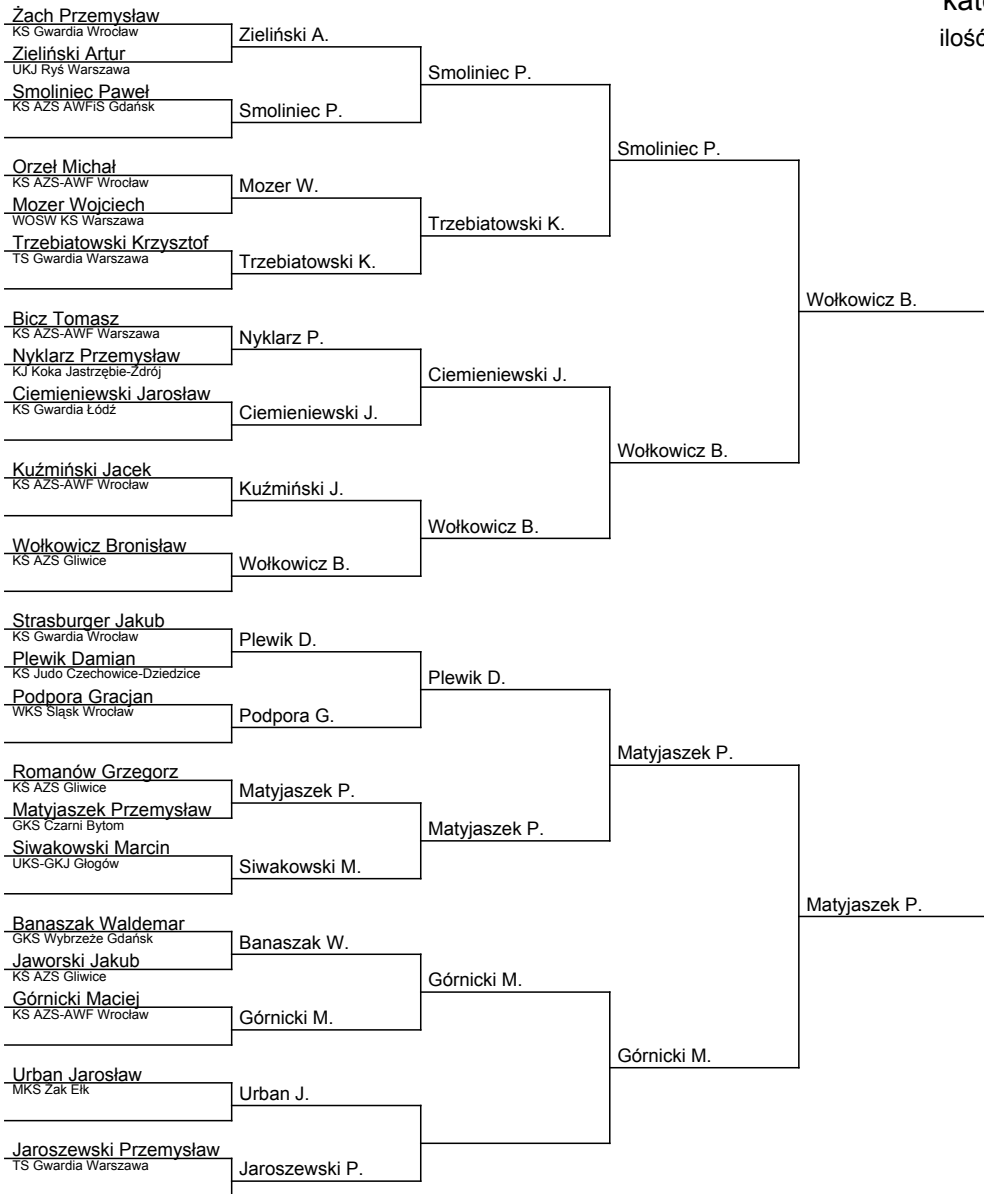 kat
ilość
Żach Przemysław
KS Gwardia Wrocław
Zieliński Artur
UKJ Ryś Warszawa
Smoliniec Paweł
KS AZS AWFiS Gdańsk
Orzeł Michał
KS AZS-AWF Wrocław
Mozer Wojciech
WOSW KS Warszawa
Trzebiatowski Krzysztof
TS Gwardia Warszawa
Bicz Tomasz
KS AZS-AWF Warszawa
Nyklarz Przemysław
KJ Koka Jastrzębie-Zdrój
Ciemieniewski Jarosław
KS Gwardia Łódź
Kuźmiński Jacek
KS AZS-AWF Wrocław
Wołkowicz Bronisław
KS AZS Gliwice
Strasburger Jakub
KS Gwardia Wrocław
Plewik Damian
KS Judo Czechowice-Dziedzice
Podpora Gracjan
WKS Śląsk Wrocław
Romanów Grzegorz
KS AZS Gliwice
Matyjaszek Przemysław
GKS Czarni Bytom
Siwakowski Marcin
UKS-GKJ Głogów
Banaszak Waldemar
GKS Wybrzeże Gdańsk
Jaworski Jakub
KS AZS Gliwice
Górnicki Maciej
KS AZS-AWF Wrocław
Urban Jarosław
MKS Żak Ełk
Jaroszewski Przemysław
TS Gwardia Warszawa
Zieliński A.
Smoliniec P.
Mozer W.
Trzebiatowski K.
Nyklarz P.
Ciemieniewski J.
Kuźmiński J.
Wołkowicz B.
Plewik D.
Podpora G.
Matyjaszek P.
Siwakowski M.
Banaszak W.
Górnicki M.
Urban J.
Jaroszewski P.
Smoliniec P.
Trzebiatowski K.
Ciemieniewski J.
Wołkowicz B.
Plewik D.
Matyjaszek P.
Górnicki M.
Smoliniec P.
Wołkowicz B.
Matyjaszek P.
Górnicki M.
Wołkowicz B.
Matyjaszek P.